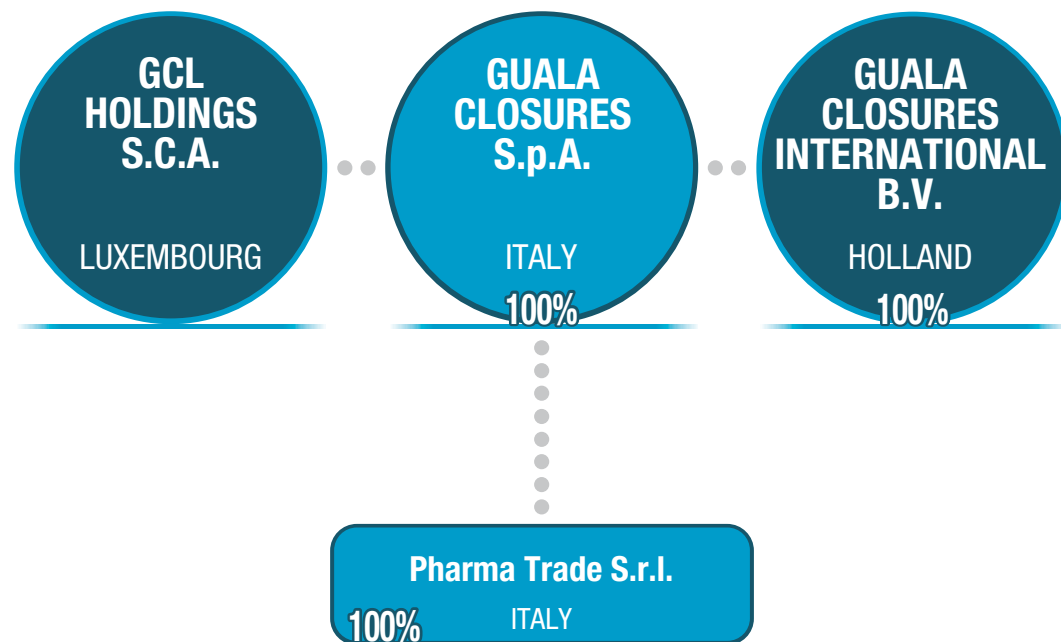 GCL
HOLDINGS
S.C.A.
LUXEMBOURG
GUALA
CLOSURES
S.p.A.
ITALY
100%
GUALA
CLOSURES
INTERNATIONAL
B.V.
HOLLAND
100%
Pharma Trade S.r.l.
ITALY
100%